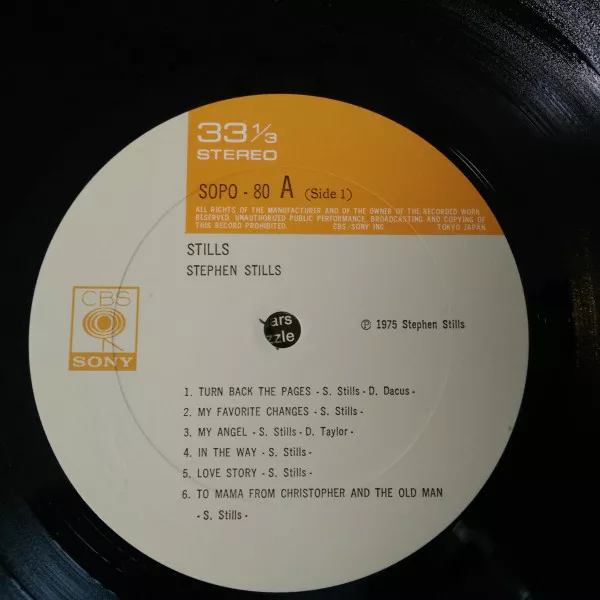 33 1/3
STEREO
SOPO - 80 A (Side 1)
ALL RIGHTS OF THE MANUFACTURER AND OF THE OWNER OF THE RECORDED WORK
RESERVED. UNAUTHORIZED PUBLIC PERFORMANCE, BROADCASTING AND COPYING OF
THIS RECORD PROHIBITED. CBS/SONY INC TOKYO JAPAN
STILLS
STEPHEN STILLS
CBS
SONY
ars
zzle
℗ 1975 Stephen Stills
1. TURN BACK THE PAGES - S. Stills - D. Dacus -
2. MY FAVORITE CHANGES - S. Stills -
3. MY ANGEL - S. Stills - D. Taylor -
4. IN THE WAY - S. Stills -
5. LOVE STORY - S. Stills -
6. TO MAMA FROM CHRISTOPHER AND THE OLD MAN
- S. Stills -